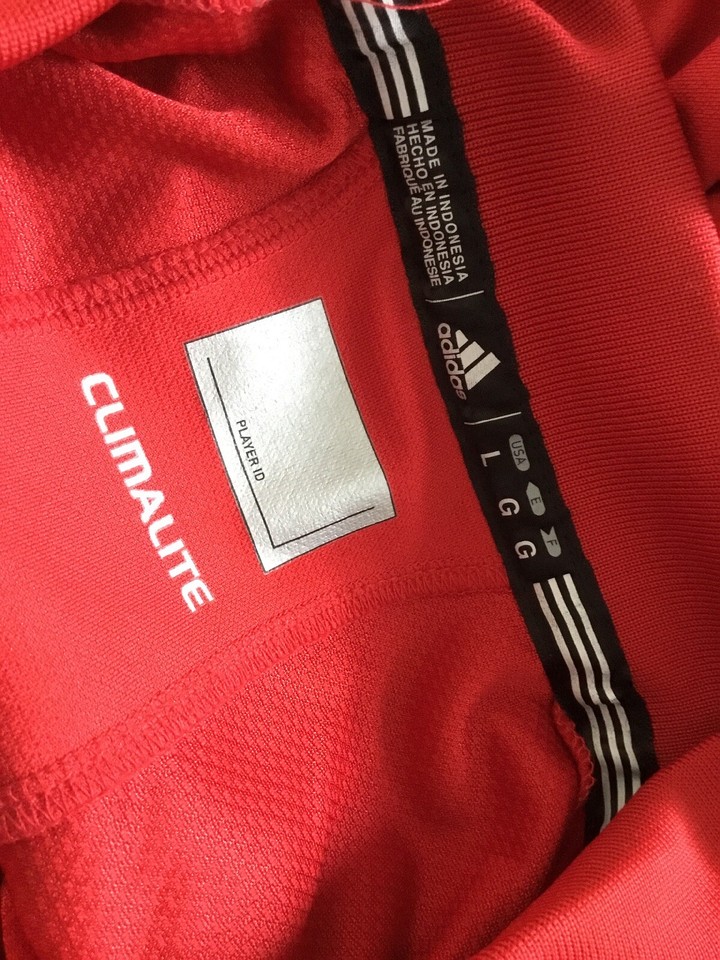 MADE IN INDONESIA
HECHO EN INDONESIA
FABRIQUÉ AU INDONESIE
adidas
USA E F
L G G
PLAYER ID
CLIMALITE